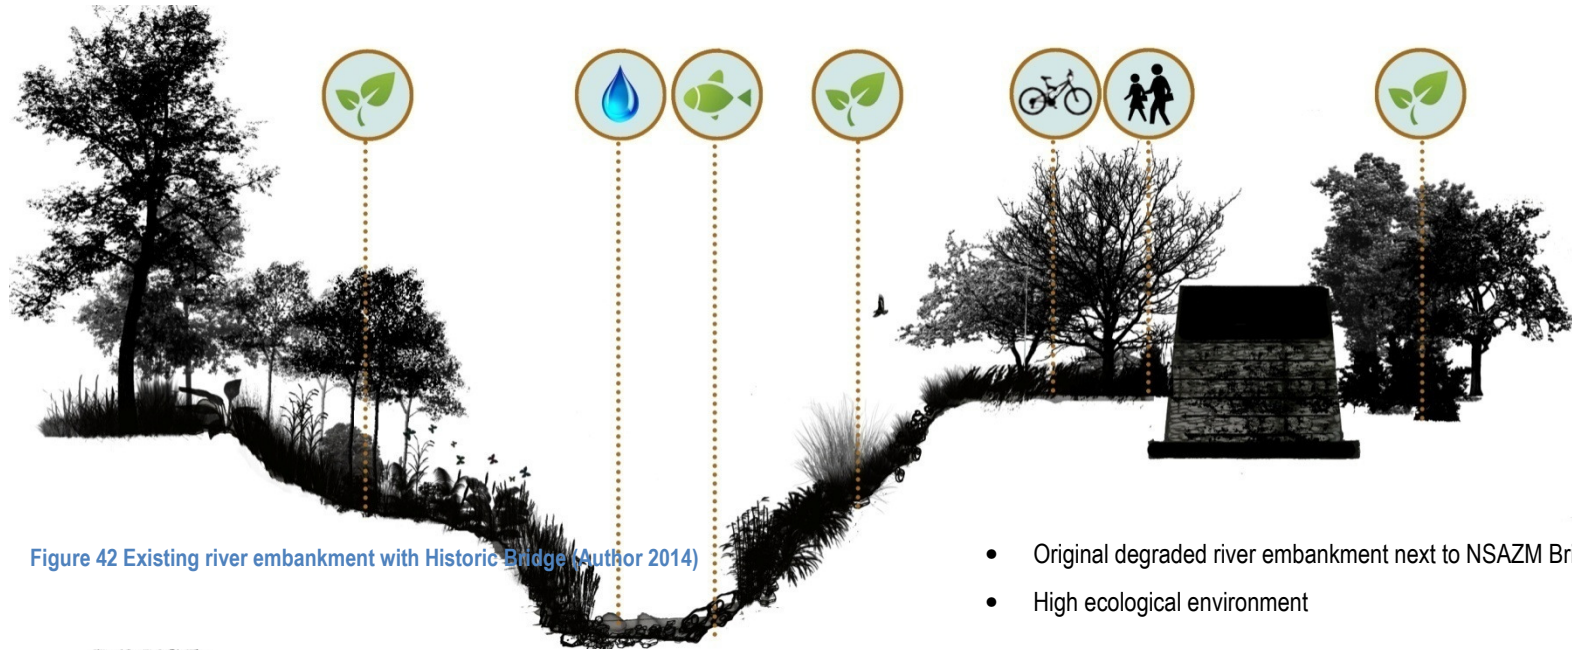 Figure 42 Existing river embankment with Historic Bridge (Author 2014)
• Original degraded river embankment next to NSAZM
• High ecological environment